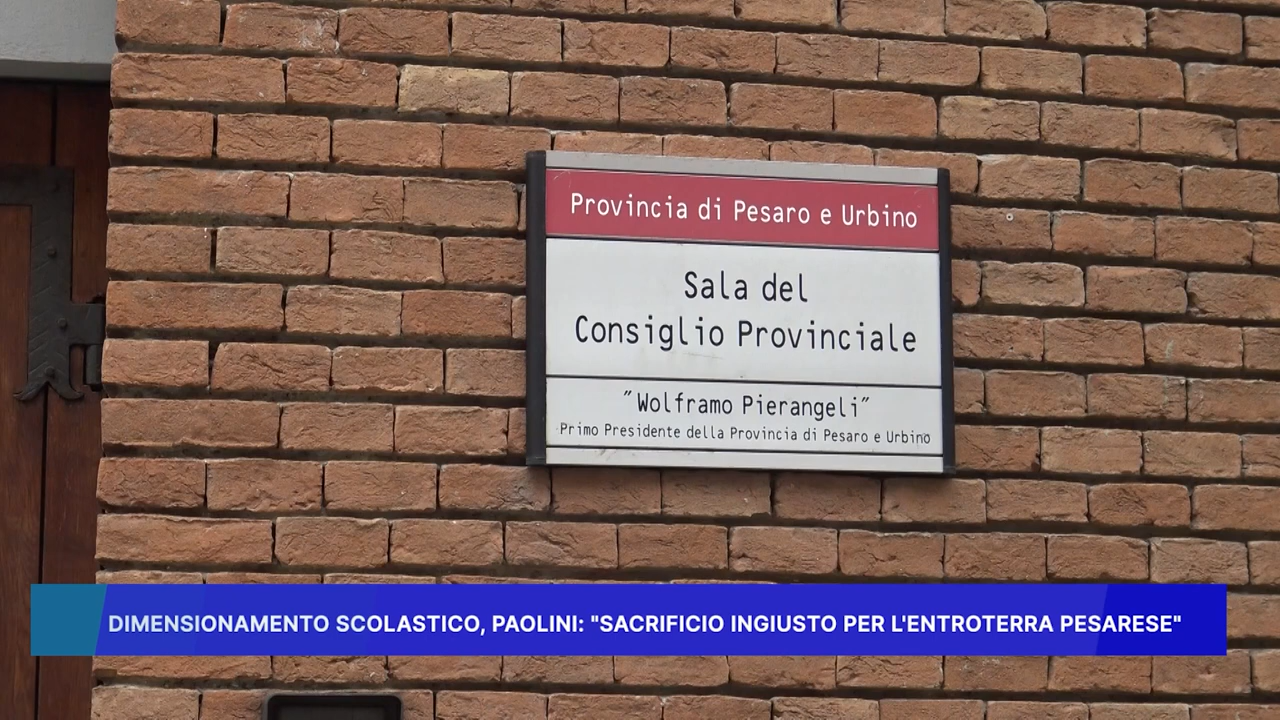 Provincia di Pesaro e Urbino
Sala del
Consiglio Provinciale
"Wolframo Pierangeli"
Primo Presidente della Provincia di Pesaro e Urbino
DIMENSIONAMENTO SCOLASTICO, PAOLINI: "SACRIFICIO INGIUSTO PER L'ENTROTERRA PESARESE"